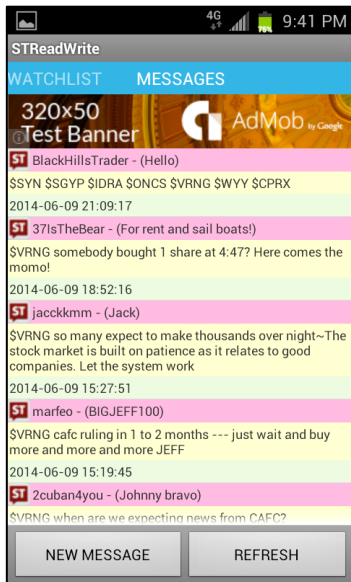 4G 76% 9:41 PM
STReadWrite
WATCHLIST MESSAGES
320×50
Test Banner
AdMob by Google
ST BlackHillsTrader - (Hello)
$SYN $SGYP $IDRA $ONCS $VRNG $WYY $CPRX
2014-06-09 21:09:17
ST 37IsTheBear - (For rent and sail boats!)
$VRNG somebody bought 1 share at 4:47? Here comes the
momo!
2014-06-09 18:52:16
ST jacckkmm - (Jack)
$VRNG so many expect to make thousands over night~The
stock market is built on patience as it relates to good
companies. Let the system work
2014-06-09 15:27:51
ST marfeo - (BIGJEFF100)
$VRNG cafc ruling in 1 to 2 months --- just wait and buy
more and more and more JEFF
2014-06-09 15:19:45
ST 2cuban4you - (Johnny bravo)
$VRNG when are we expecting news from CAFC?
NEW MESSAGE REFRESH